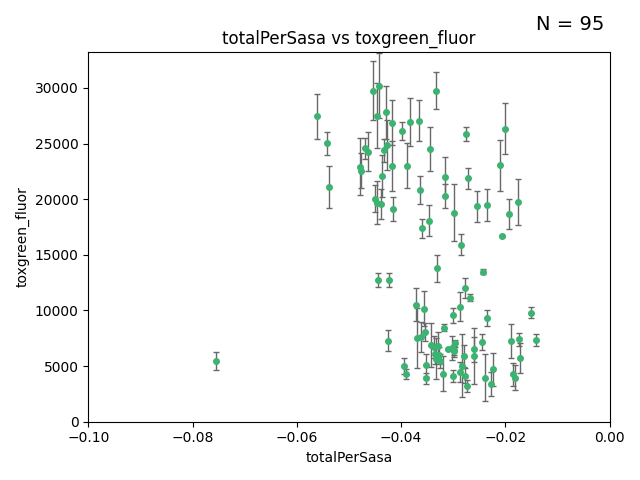 N = 95
totalPerSasa vs toxgreen_fluor
30000
25000
20000
15000
10000
5000
0
toxgreen_fluor
−0.10 −0.08 −0.06 −0.04 −0.02 0.00
totalPerSasa